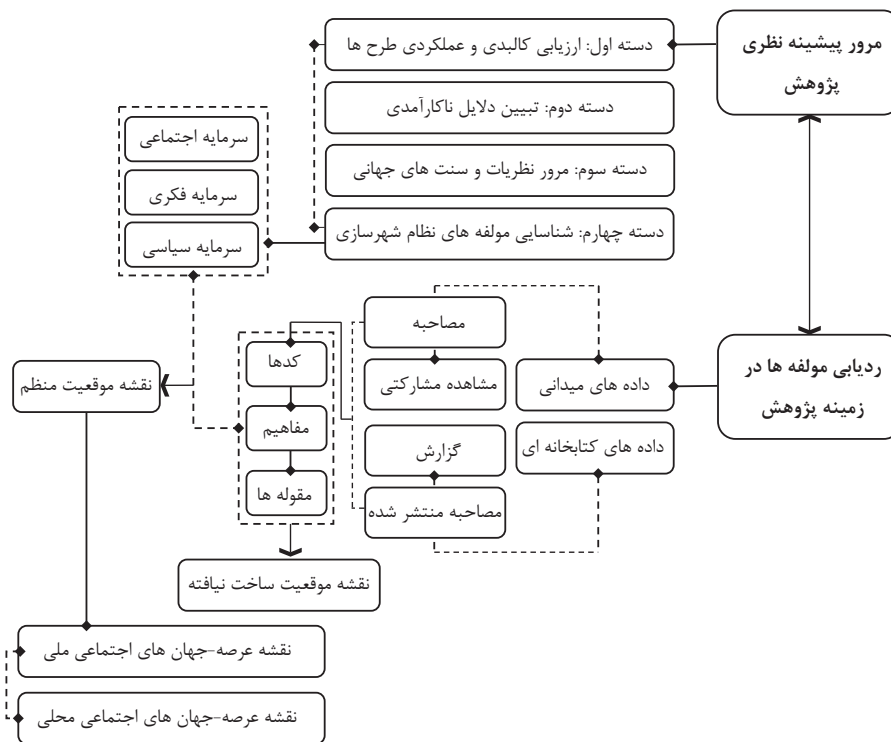 مرور پیشینه نظری
پژوهش
دسته اول: ارزیابی کالبدی و عملکردی طرح ها
دسته دوم: تبیین دلایل ناکارآمدی
دسته سوم: مرور نظریات و سنت های جهانی
دسته چهارم: شناسایی مولفه های نظام شهرسازی
سرمایه اجتماعی
سرمایه فکری
سرمایه سیاسی
ردیابی مولفه ها در
زمینه پژوهش
داده های میدانی
داده های کتابخانه ای
مصاحبه
مشاهده مشارکتی
گزارش
مصاحبه منتشر شده
کدها
مفاهیم
مقوله ها
نقشه موقعیت منظم
نقشه موقعیت ساخت نیافته
نقشه عرصه-جهان های اجتماعی ملی
نقشه عرصه-جهان های اجتماعی محلی